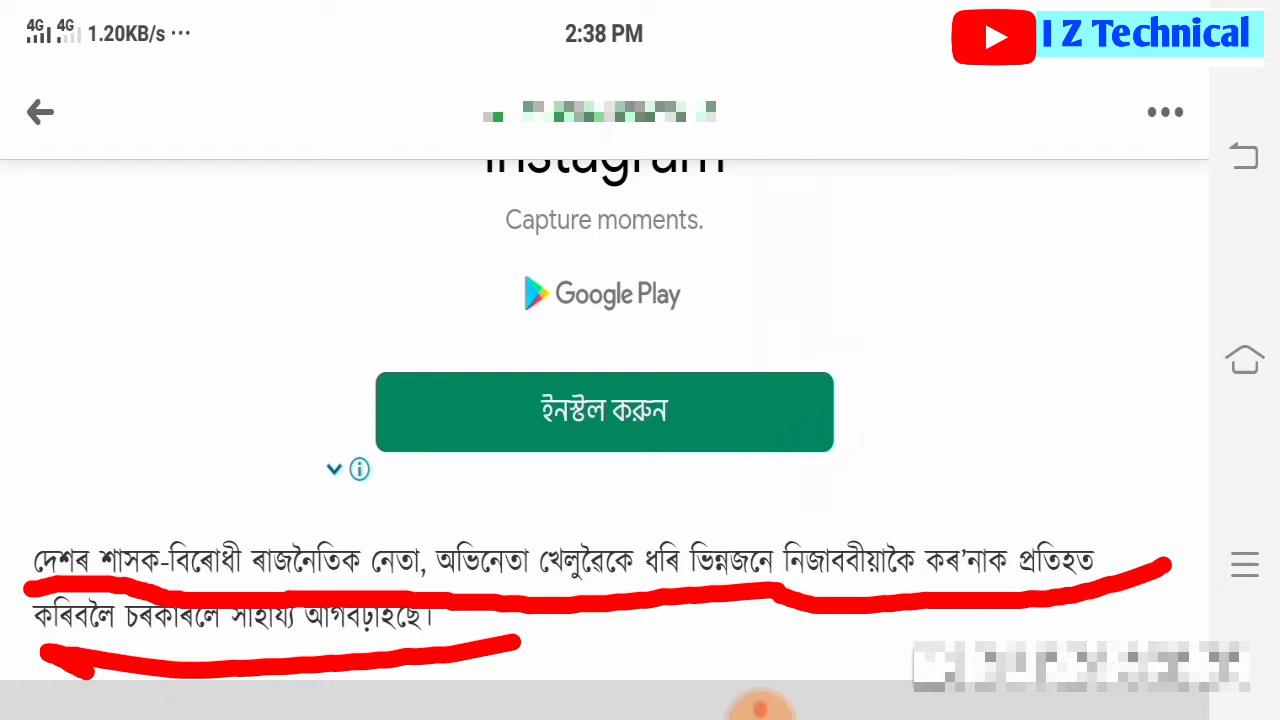 4G 4G 1.20KB/s ...
2:38 PM
I Z Technical
Instagram
Capture moments.
Google Play
ইনস্টল করুন
দেশৰ শাসক-বিৰোধী ৰাজনৈতিক নেতা, অভিনেতা খেলুৱৈকে ধৰি ভিন্নজনে নিজাববীয়াকৈ কৰ’নাক প্ৰতিহত
কৰিবলৈ চৰকাৰলে সাহায্য আগবঢ়াইছে।